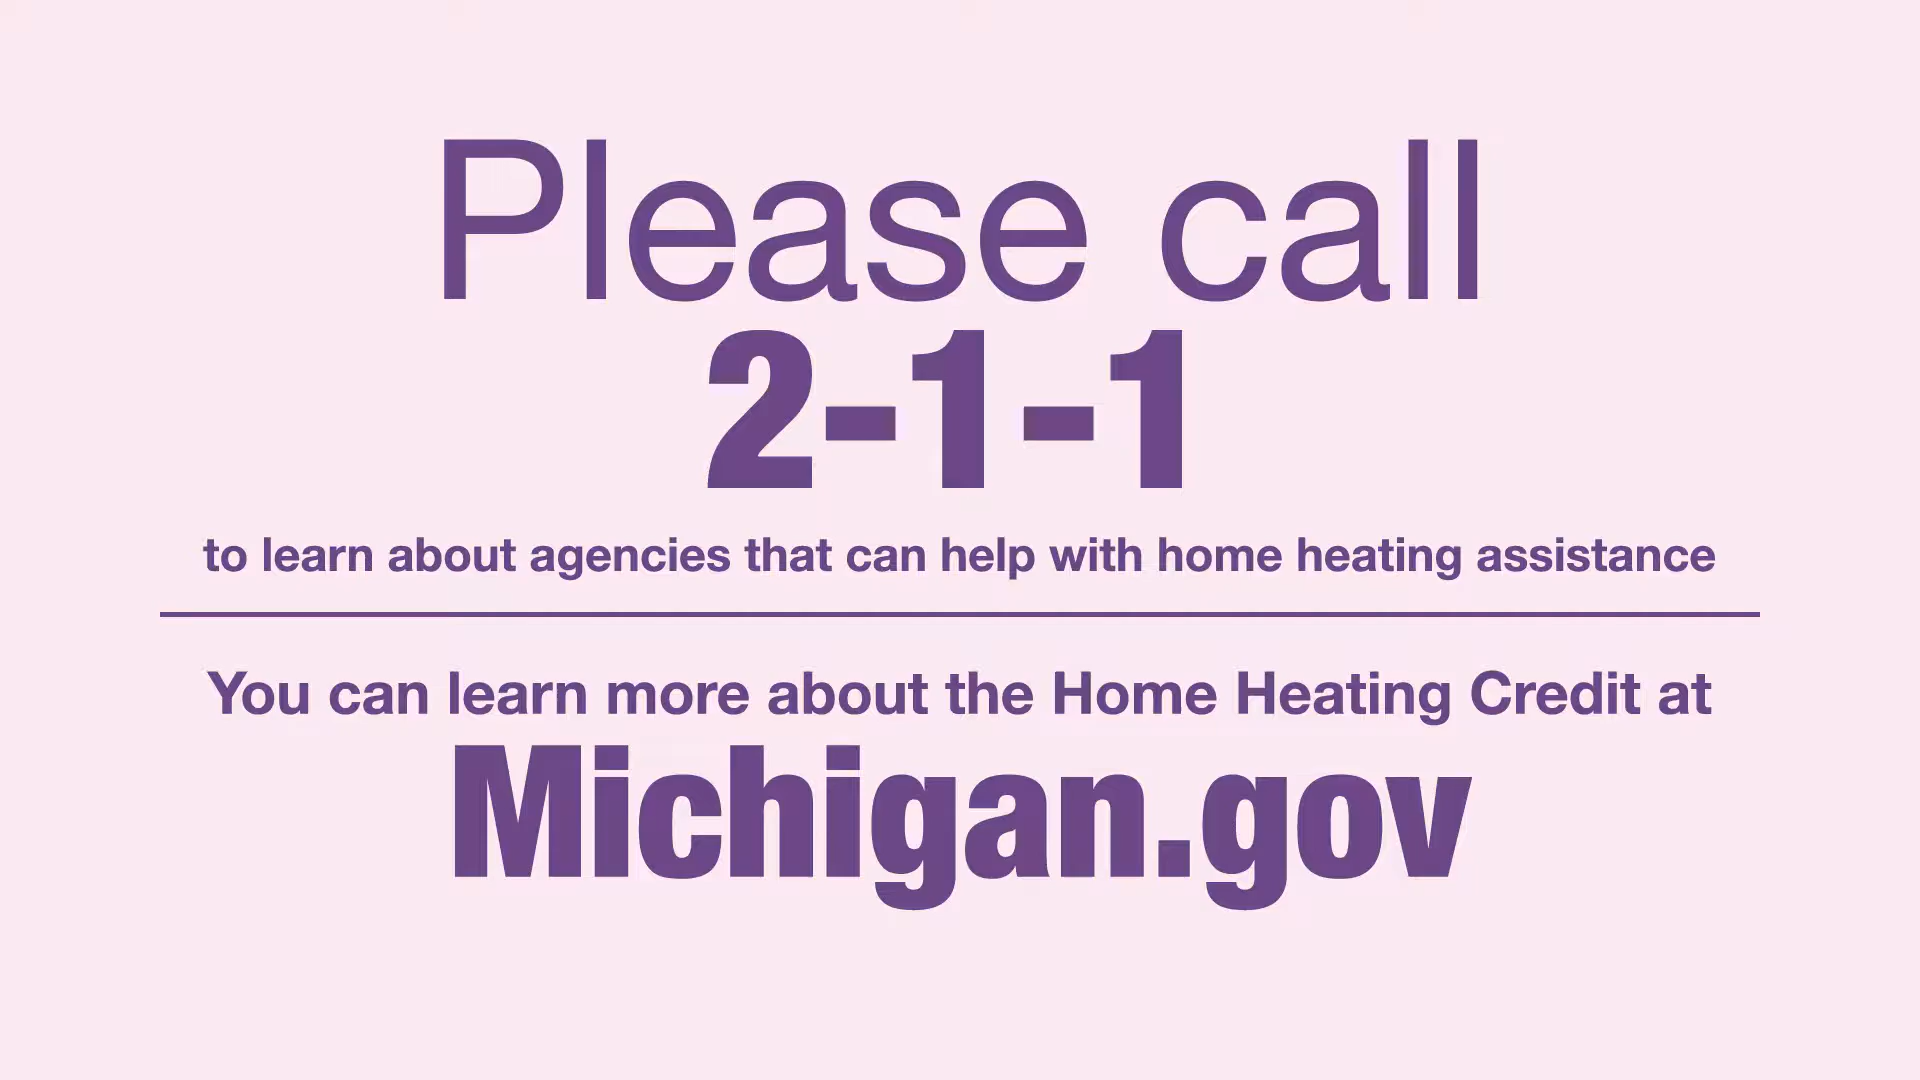 Please call
2-1-1
to learn about agencies that can help with home heating assistance
You can learn more about the Home Heating Credit at
Michigan.gov